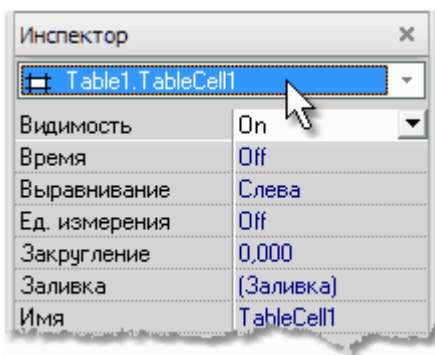 Инспектор
Table1.TableCell1
Видимость On
Время Off
Выравнивание Слева
Ед. измерения Off
Закругление 0,000
Заливка (Заливка)
Имя TableCell1